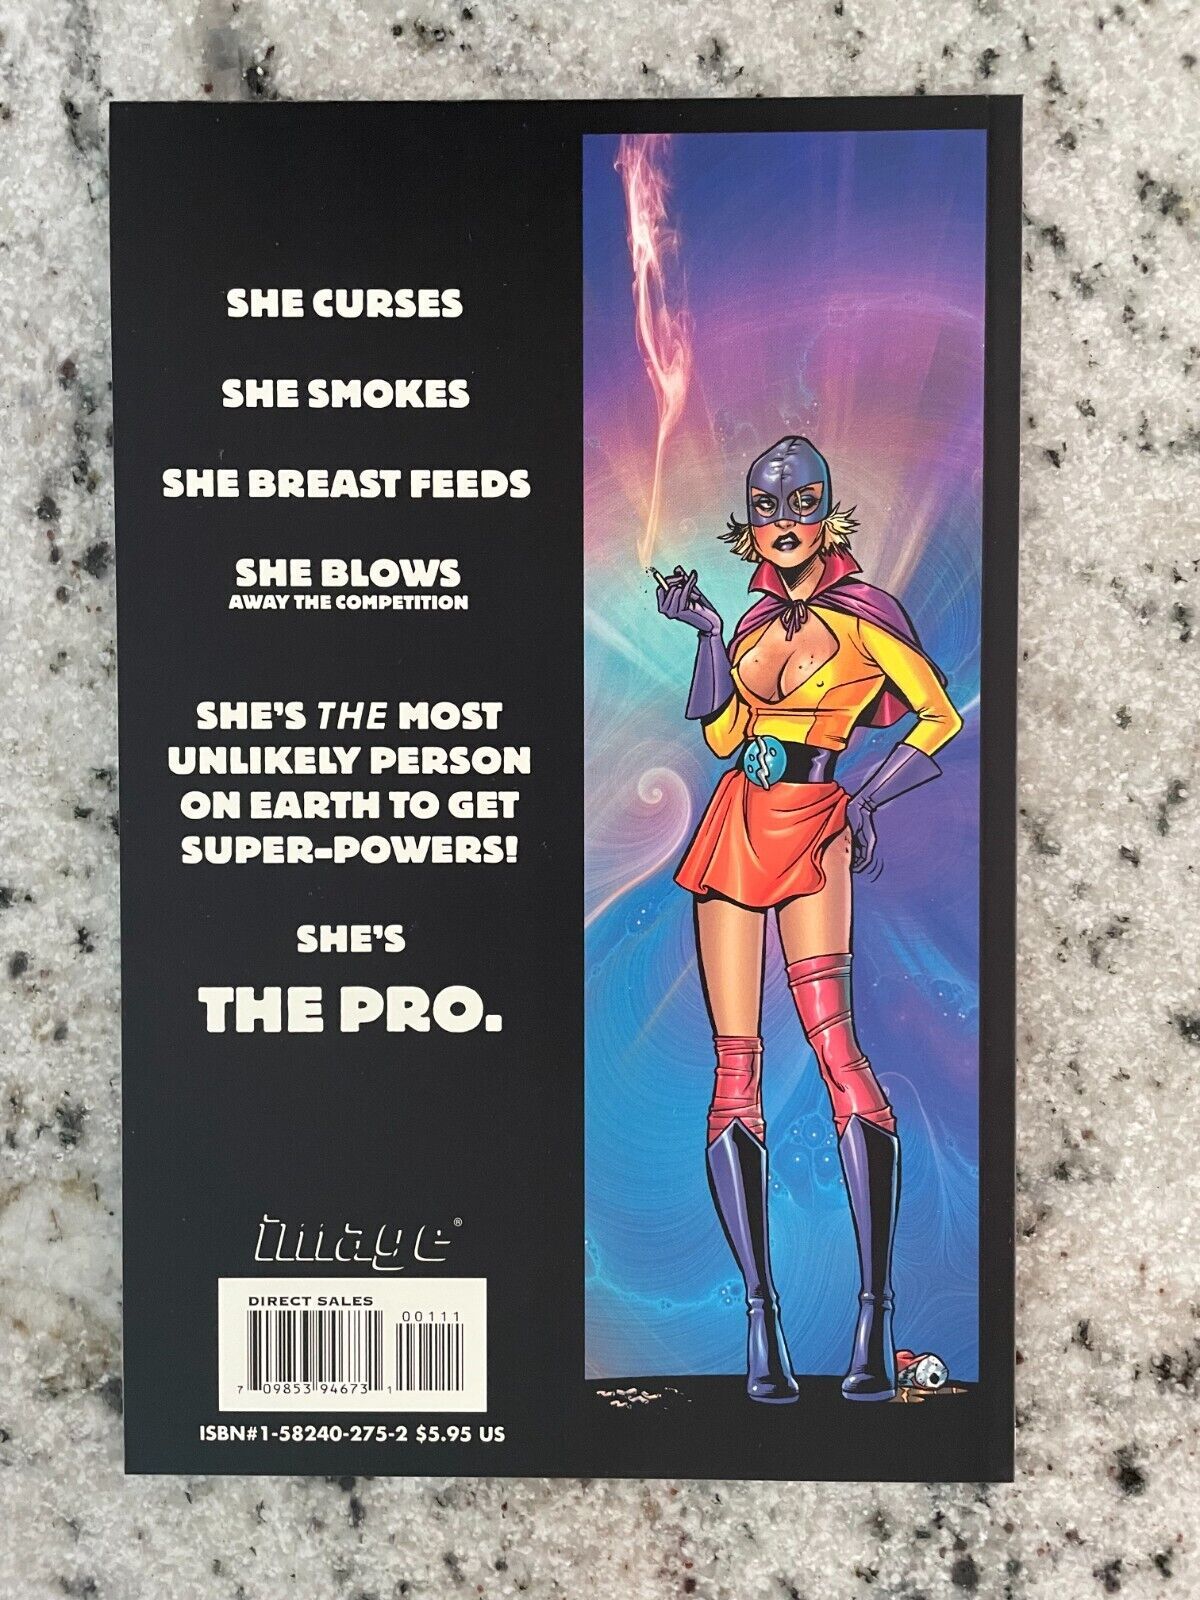 SHE CURSES
SHE SMOKES
SHE BREAST FEEDS
SHE BLOWS
AWAY THE COMPETITION
SHE'S THE MOST
UNLIKELY PERSON
ON EARTH TO GET
SUPER-POWERS!
SHE'S
THE PRO.
image®
DIRECT SALES
00111
7 09853 94673 1
ISBN#1-58240-275-2 $5.95 US